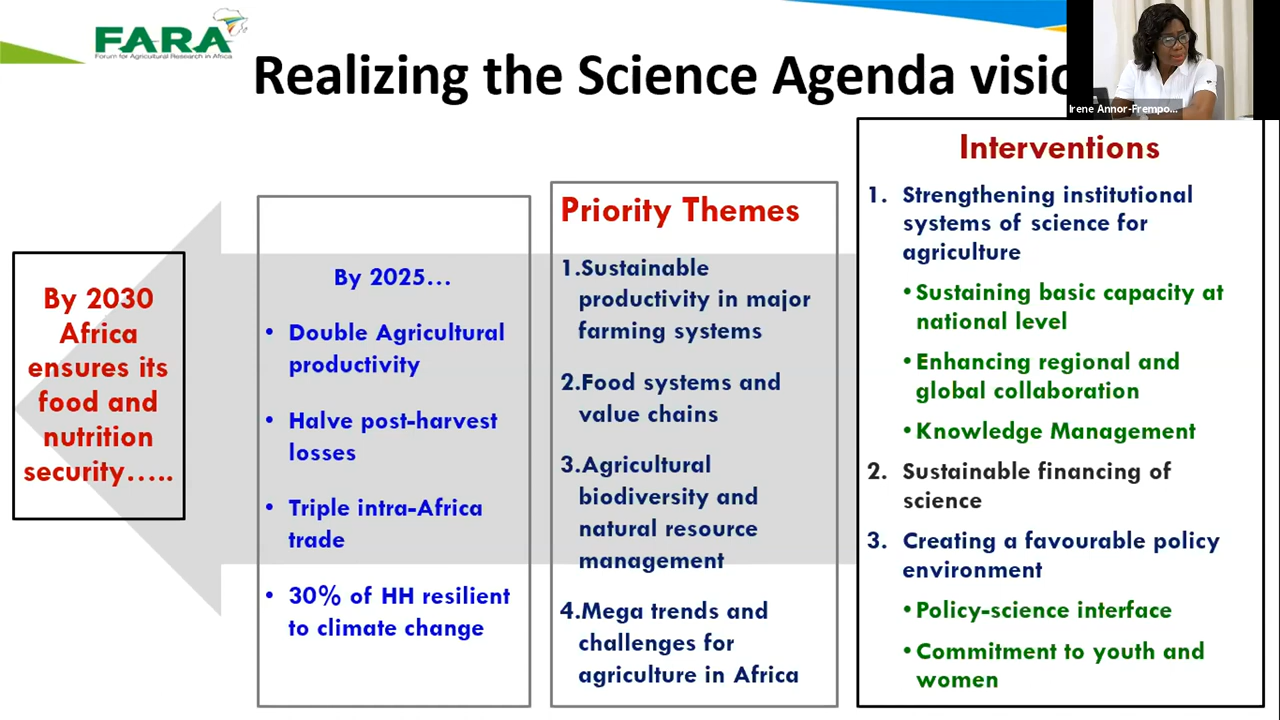 FARA
Forum for Agricultural Research in Africa
Realizing the Science Agenda visio
Irene Annor-Frempo...
By 2030
Africa
ensures its
food and
nutrition
security.....
By 2025...
• Double Agricultural
productivity
• Halve post-harvest
losses
• Triple intra-Africa
trade
• 30% of HH resilient
to climate change
Priority Themes
1.Sustainable
productivity in major
farming systems
2.Food systems and
value chains
3.Agricultural
biodiversity and
natural resource
management
4.Mega trends and
challenges for
agriculture in Africa
Interventions
1. Strengthening institutional
systems of science for
agriculture
• Sustaining basic capacity at
national level
• Enhancing regional and
global collaboration
• Knowledge Management
2. Sustainable financing of
science
3. Creating a favourable policy
environment
• Policy-science interface
• Commitment to youth and
women